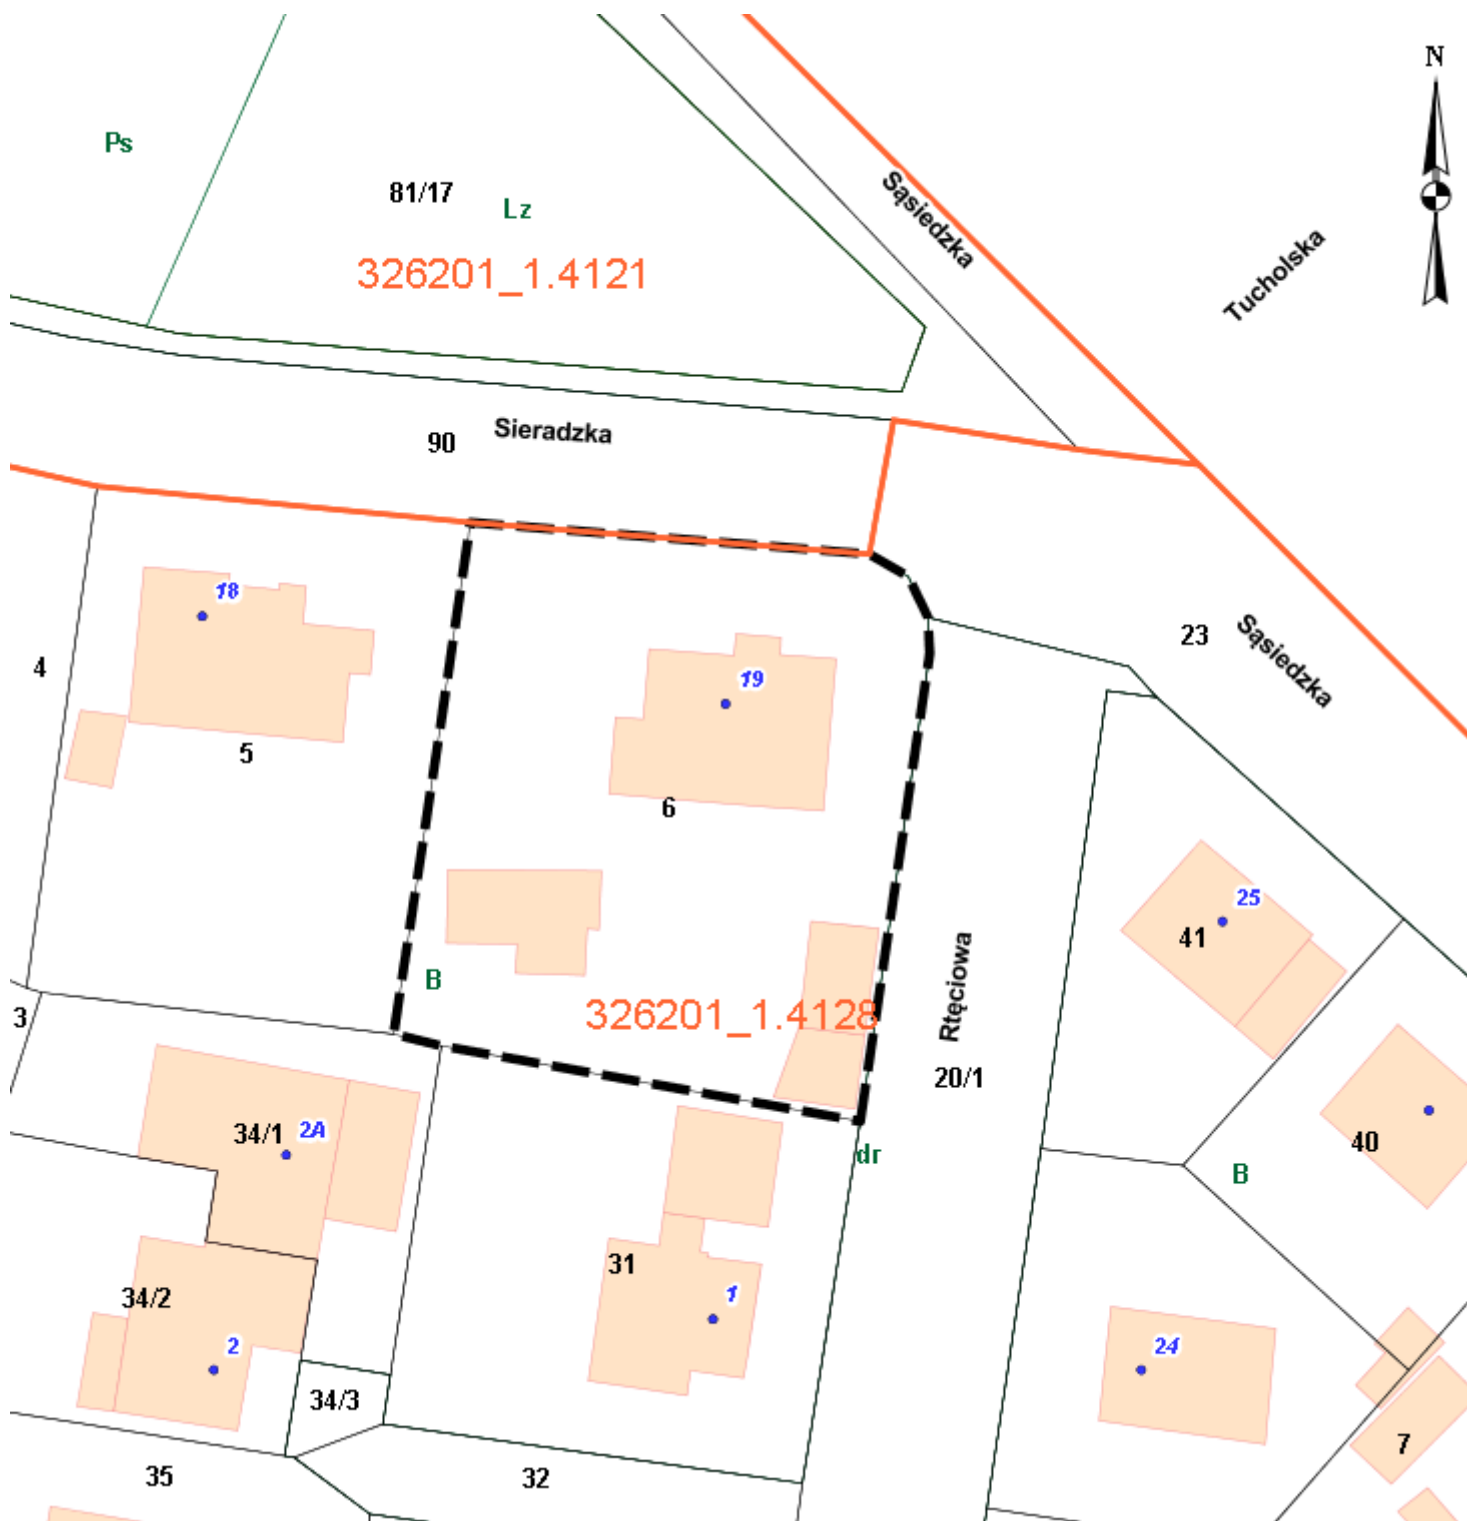 N
Ps
81/17
Lz
Sąsiedzka
326201_1.4121
Tucholska
Sieradzka
90
18
4
19
23
Sąsiedzka
5
6
25
41
B
Rtęciowa
3
326201_1.4128
20/1
34/1
2A
40
dr
B
31
34/2
1
2
24
34/3
7
35
32